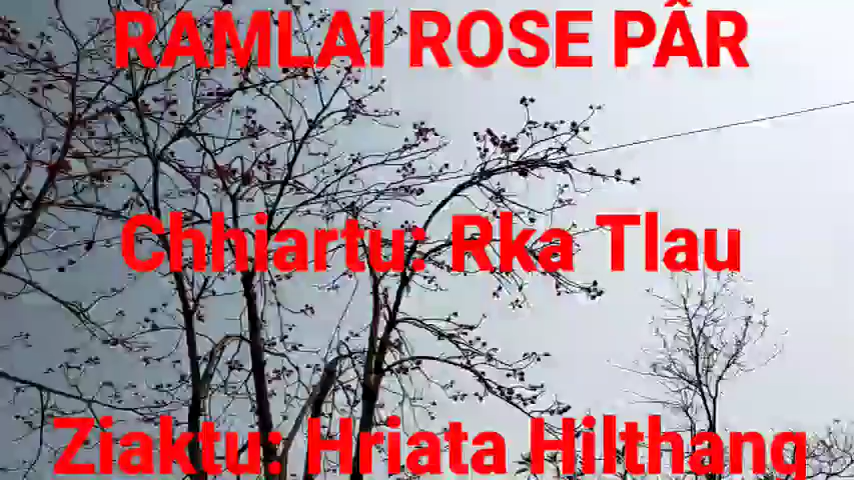 RAMLAI ROSE PÂR
Chhiartu: Rka Tlau
Ziaktu: Hriata Hilthang